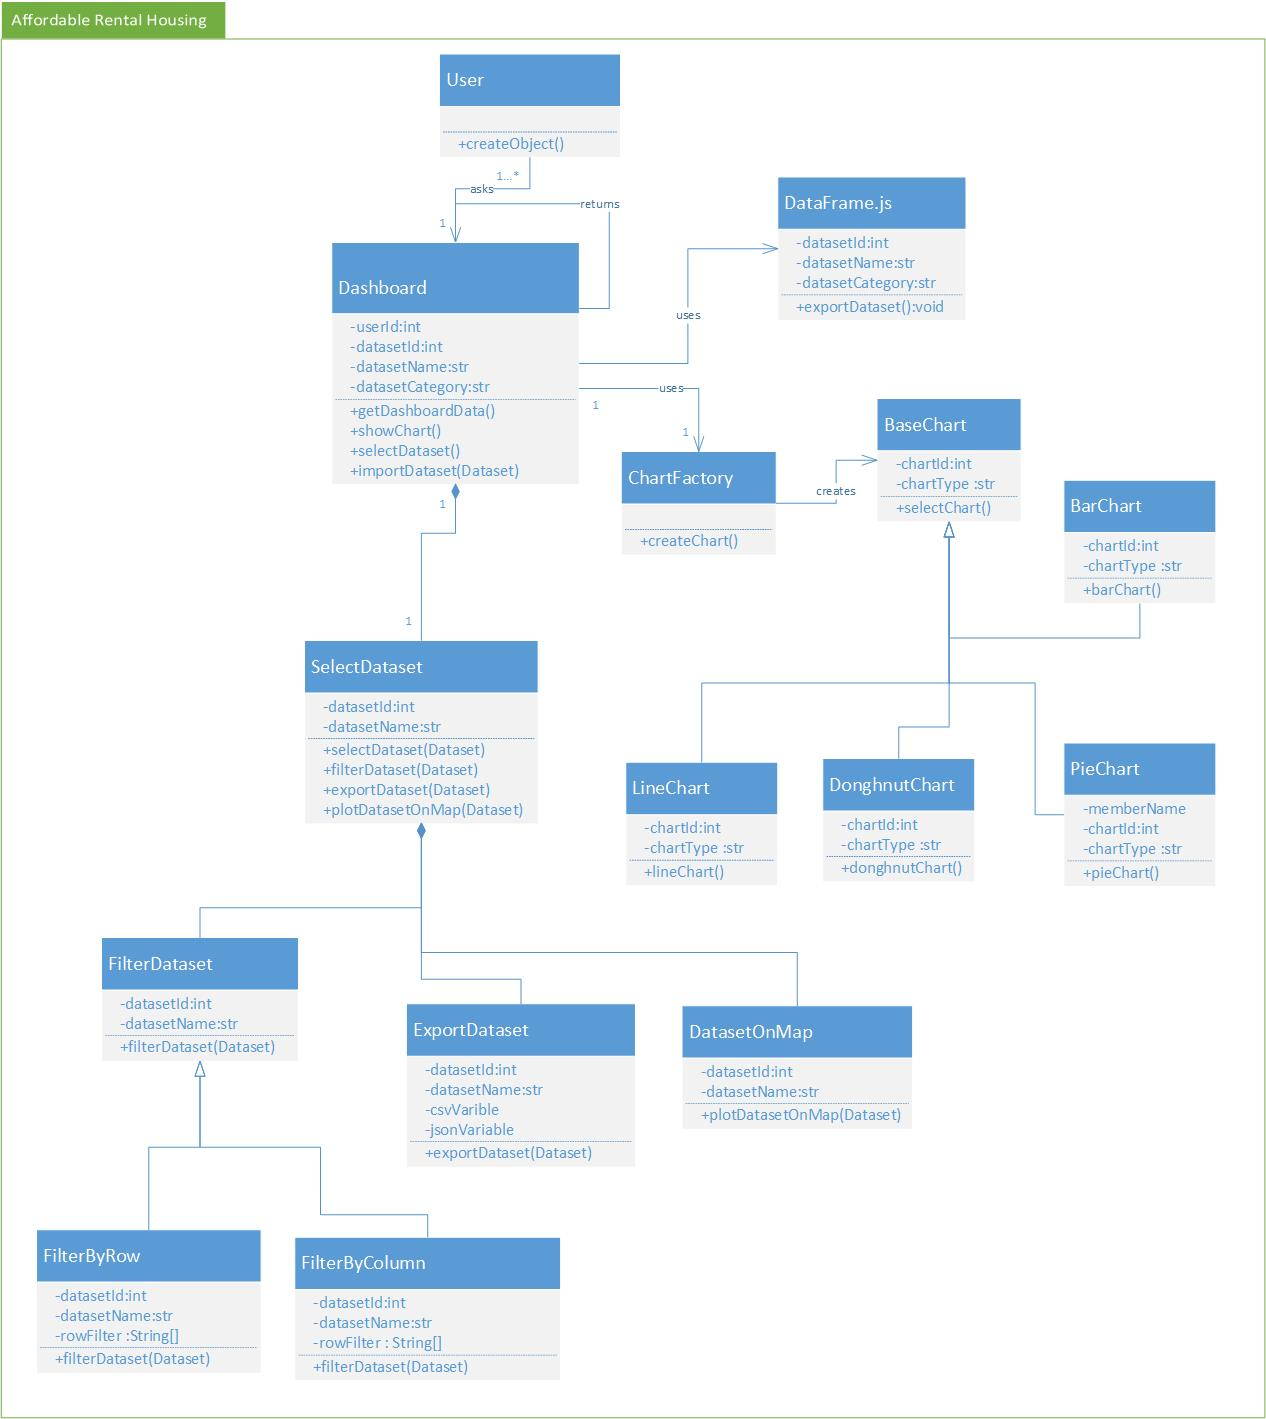 Affordable Rental Housing
User
+createObject()
1...*
asks
returns
1
Dashboard
-userId:int
-datasetId:int
-datasetName:str
-datasetCategory:str
+getDashboardData()
+showChart()
+selectDataset()
+importDataset(Dataset)
DataFrame.js
-datasetId:int
-datasetName:str
-datasetCategory:str
+exportDataset():void
uses
uses
1
1
ChartFactory
+createChart()
creates
BaseChart
-chartId:int
-chartType :str
+selectChart()
BarChart
-chartId:int
-chartType :str
+barChart()
1
1
SelectDataset
-datasetId:int
-datasetName:str
+selectDataset(Dataset)
+filterDataset(Dataset)
+exportDataset(Dataset)
+plotDatasetOnMap(Dataset)
LineChart
-chartId:int
-chartType :str
+lineChart()
DonghnutChart
-chartId:int
-chartType :str
+donghnutChart()
PieChart
-memberName
-chartId:int
-chartType :str
+pieChart()
FilterDataset
-datasetId:int
-datasetName:str
+filterDataset(Dataset)
ExportDataset
-datasetId:int
-datasetName:str
-csvVarible
-jsonVariable
+exportDataset(Dataset)
DatasetOnMap
-datasetId:int
-datasetName:str
+plotDatasetOnMap(Dataset)
FilterByRow
-datasetId:int
-datasetName:str
-rowFilter :String[]
+filterDataset(Dataset)
FilterByColumn
-datasetId:int
-datasetName:str
-rowFilter : String[]
+filterDataset(Dataset)